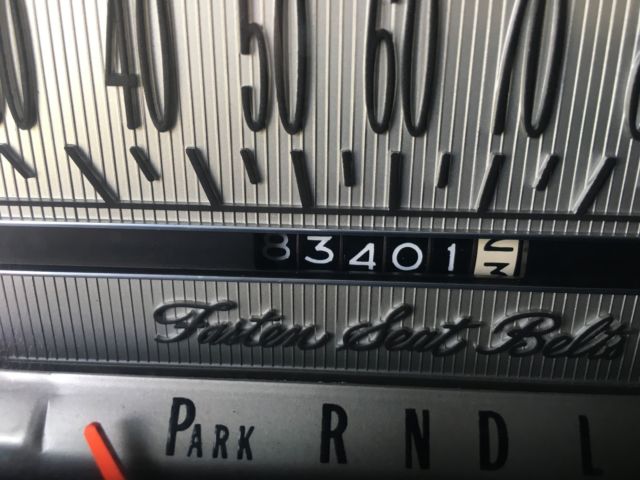 40 50 60 70
83401
Fasten Seat Belts
PARK R N D L